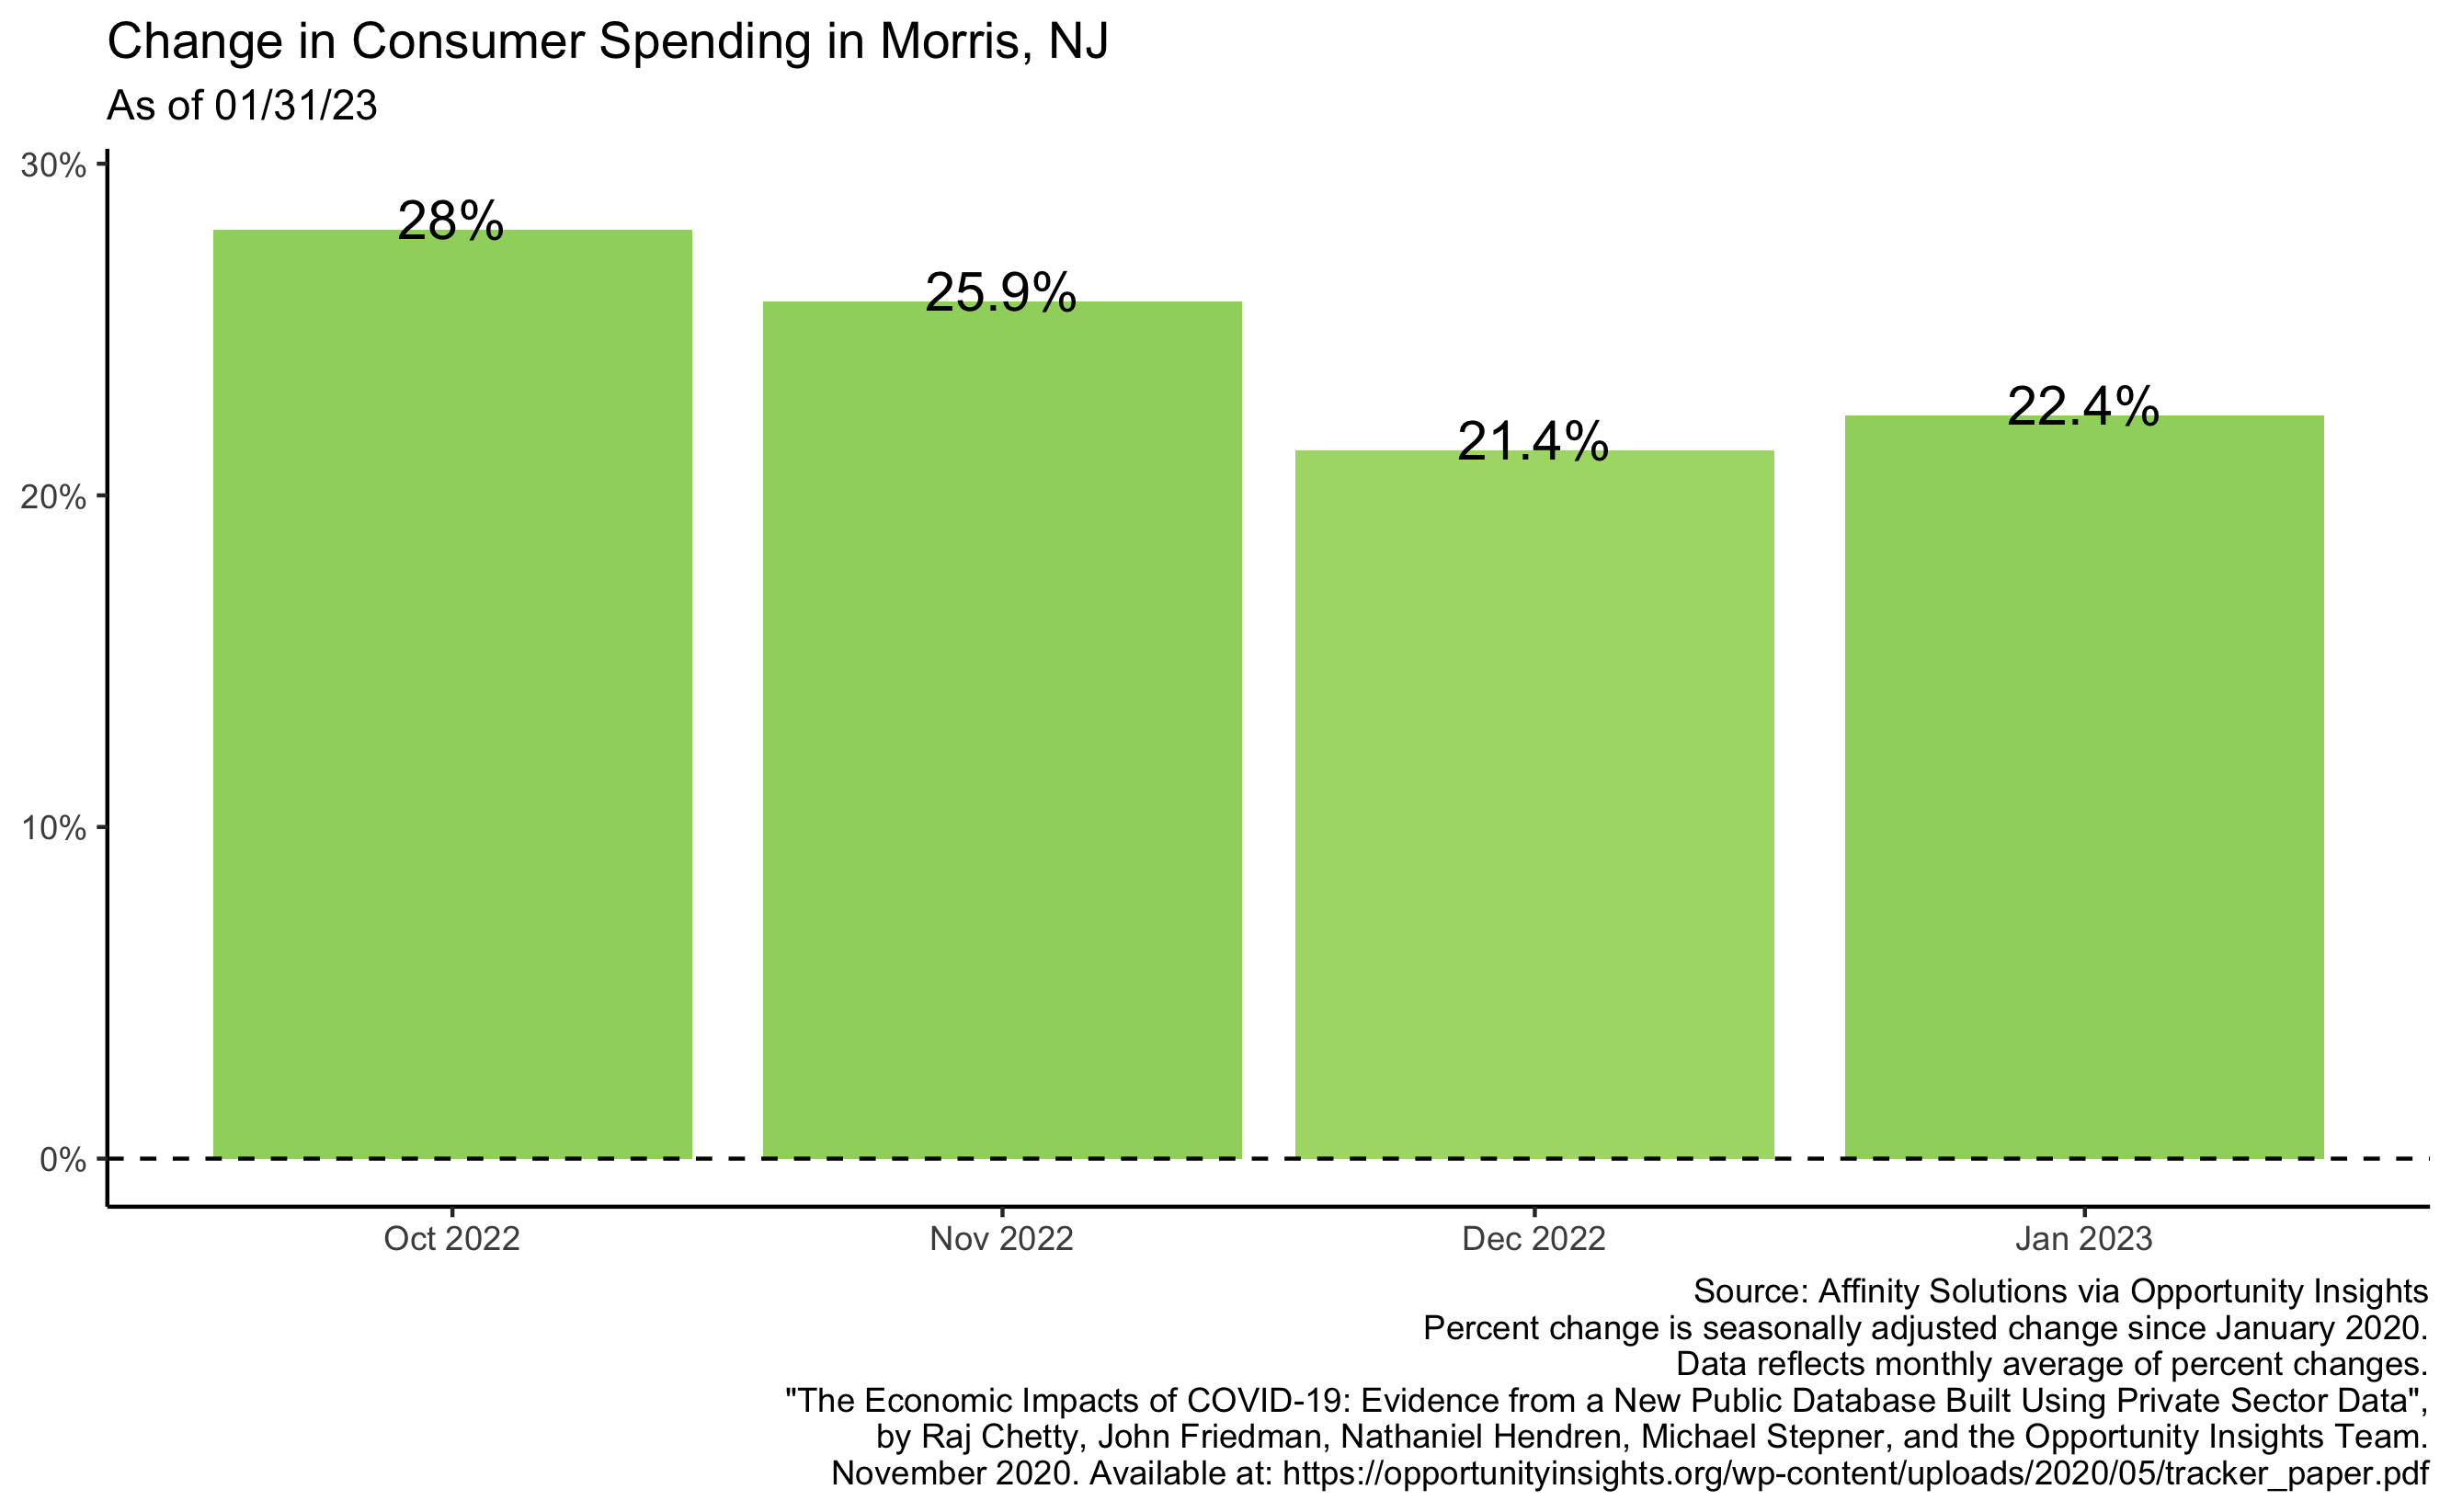 Change in Consumer Spending in Morris, NJ
As of 01/31/23
30%
20%
10%
0%
28%
25.9%
21.4%
22.4%
Oct 2022
Nov 2022
Dec 2022
Jan 2023
Source: Affinity Solutions via Opportunity Insights
Percent change is seasonally adjusted change since January 2020.
Data reflects monthly average of percent changes.
"The Economic Impacts of COVID-19: Evidence from a New Public Database Built Using Private Sector Data",
by Raj Chetty, John Friedman, Nathaniel Hendren, Michael Stepner, and the Opportunity Insights Team.
November 2020. Available at: https://opportunityinsights.org/wp-content/uploads/2020/05/tracker_paper.pdf